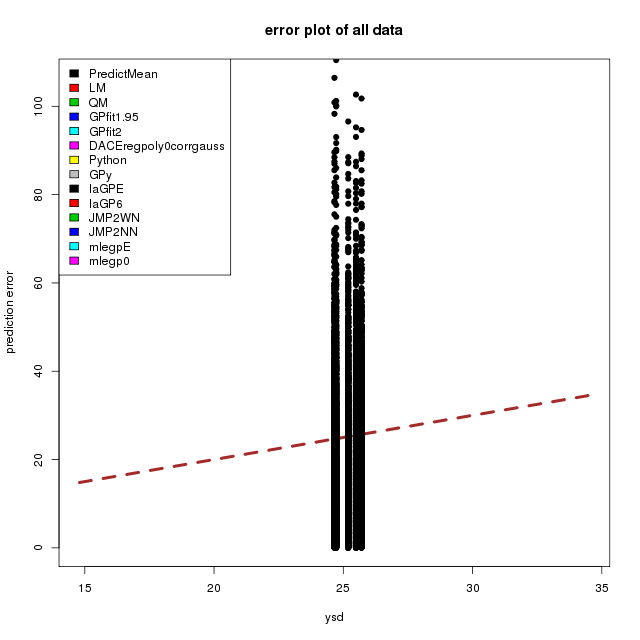 error plot of all data
PredictMean
LM
QM
GPfit1.95
GPfit2
DACEregpoly0corrgauss
Python
GPy
laGPE
laGP6
JMP2WN
JMP2NN
mlegpE
mlegp0
prediction error
100
80
60
40
20
0
15 20 25 30 35
ysd